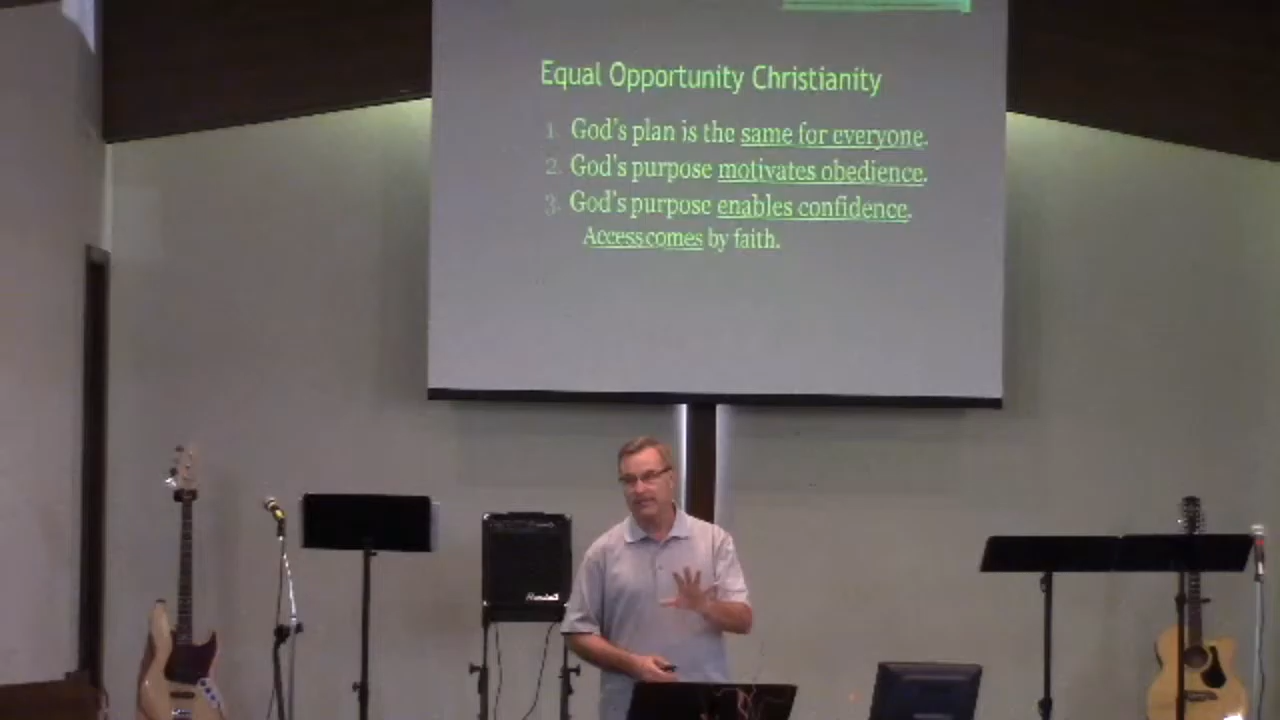 Equal Opportunity Christianity
1. God's plan is the same for everyone.
2. God's purpose motivates obedience.
3. God's purpose enables confidence.
Access comes by faith.